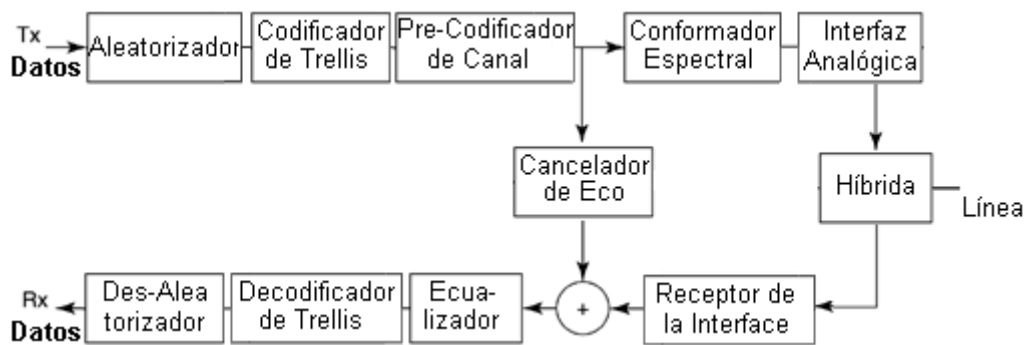 Tx
Datos
Aleatorizador
Codificador
de Trellis
Pre-Codificador
de Canal
Conformador
Espectral
Interfaz
Analógica
Cancelador
de Eco
Híbrida
Línea
Rx
Datos
Des-Alea
torizador
Decodificador
de Trellis
Ecua-
lizador
+
Receptor de
la Interface